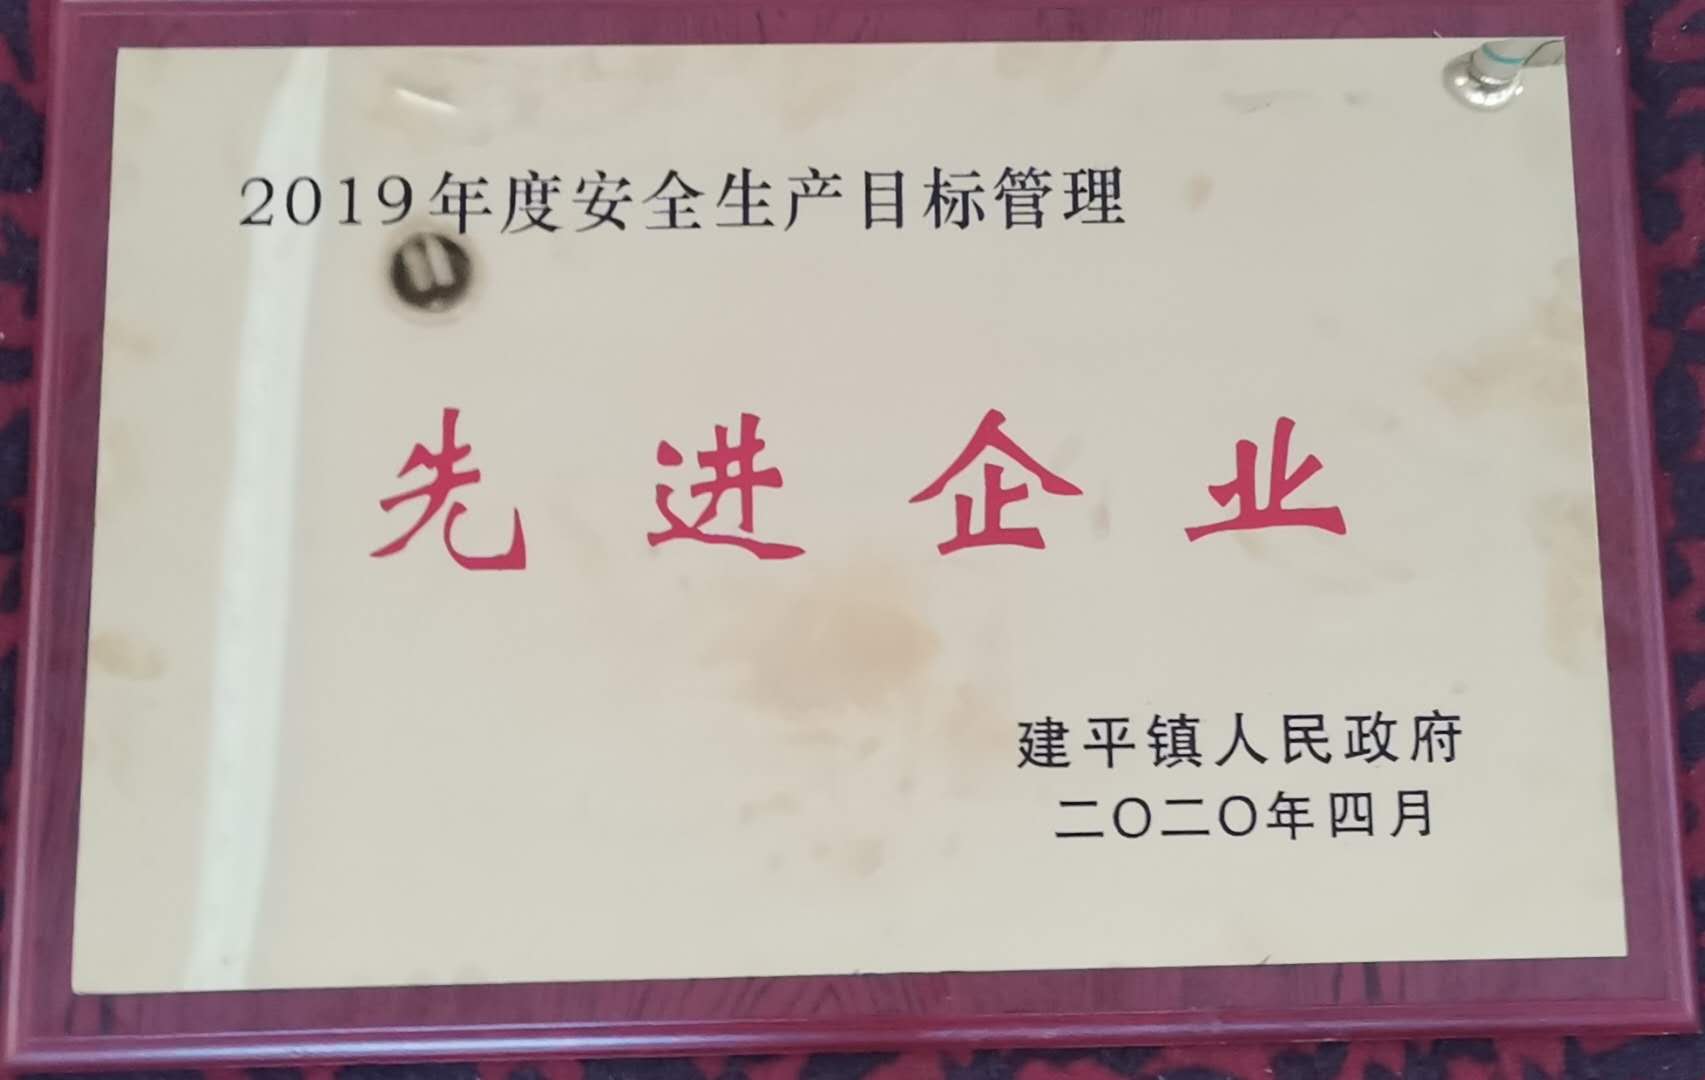 2019年度安全生产目标管理
先进企业
建平镇人民政府
二〇二〇年四月